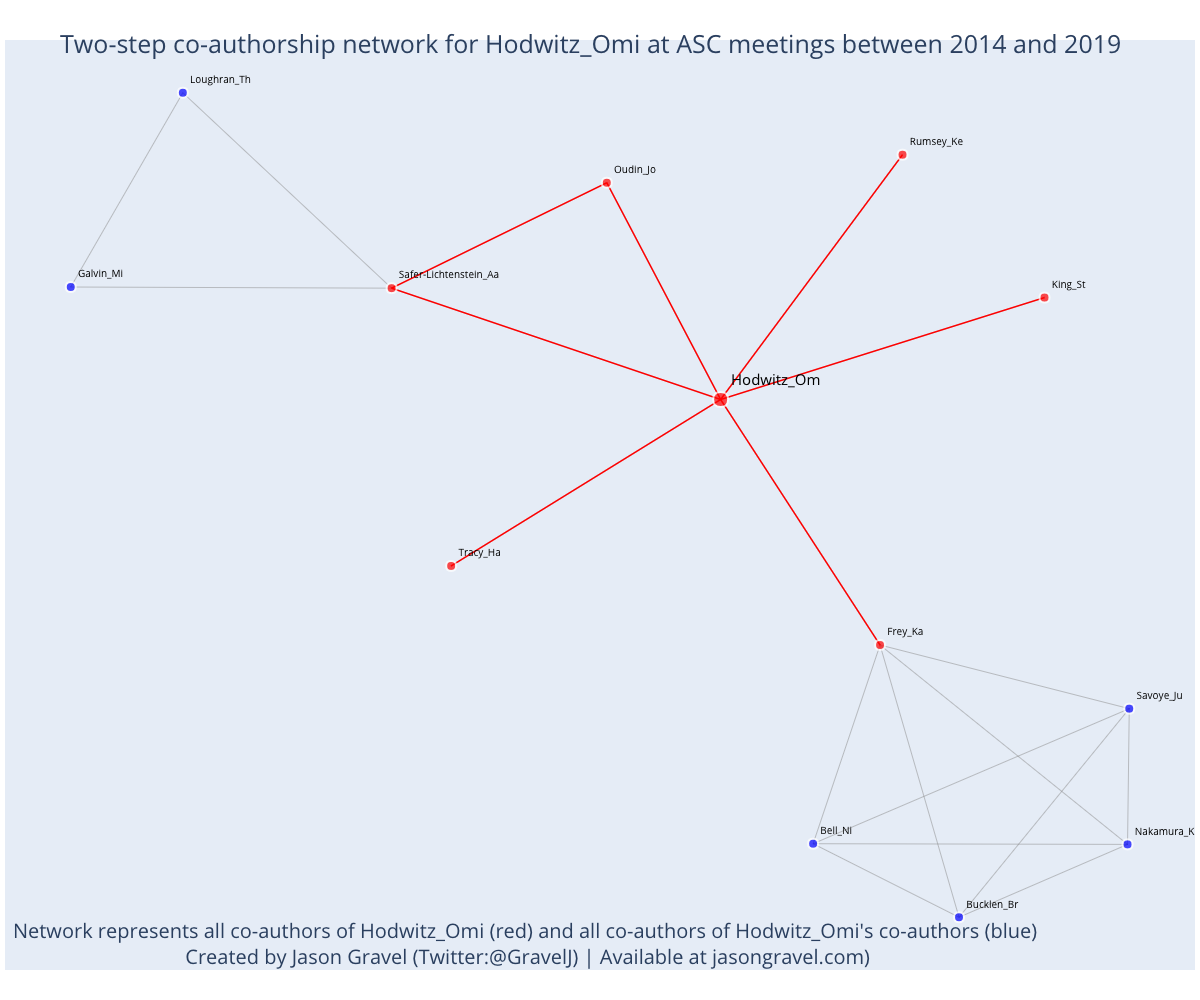 Two-step co-authorship network for Hodwitz_Omi at ASC meetings between 2014 and 2019
Loughran_Th
Rumsey_Ke
Oudin_Jo
Galvin_Mi
Safer-Lichtenstein_Aa
King_St
Hodwitz_Om
Tracy_Ha
Frey_Ka
Savoye_Ju
Bell_Ni
Nakamura_K
Bucklen_Br
Network represents all co-authors of Hodwitz_Omi (red) and all co-authors of Hodwitz_Omi's co-authors (blue)
Created by Jason Gravel (Twitter:@GravelJ) | Available at jasongravel.com)